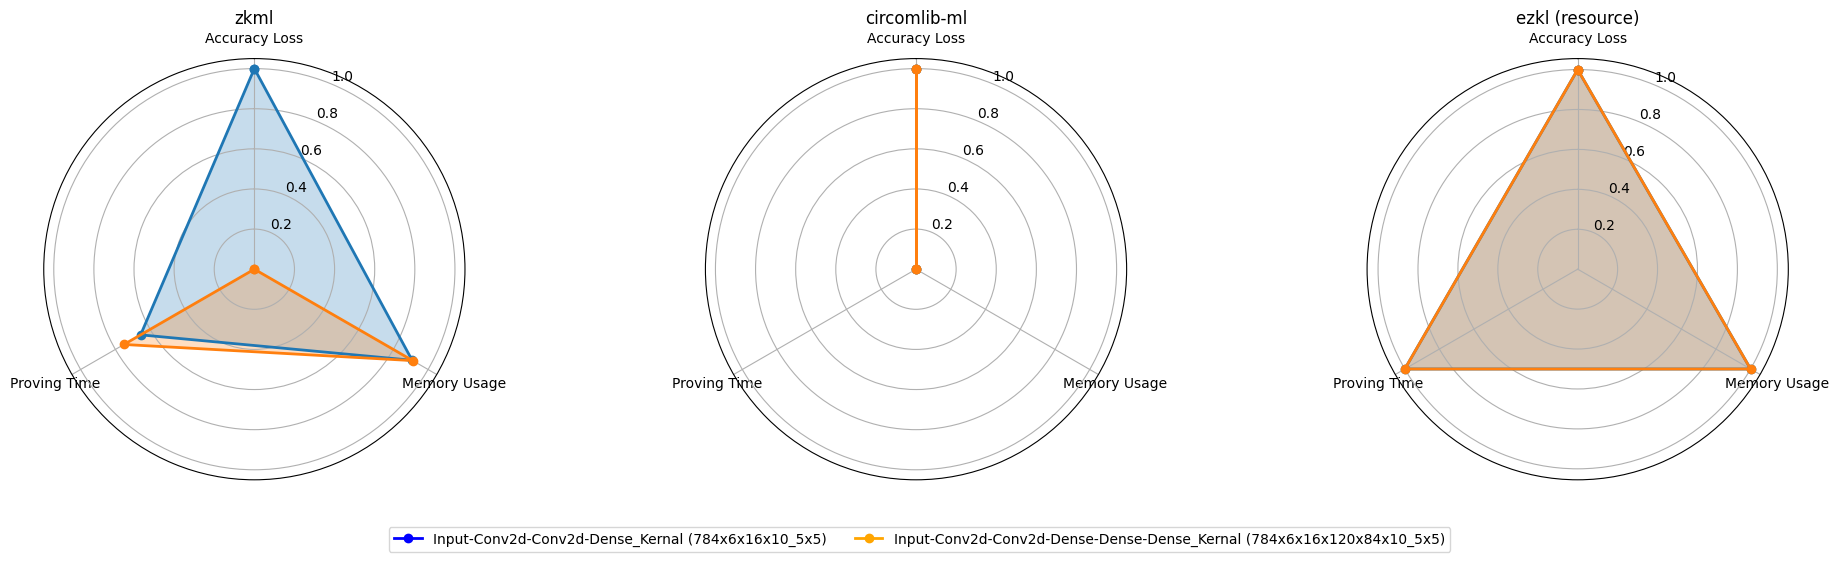 zkml
Accuracy Loss
1.0
0.8
0.6
0.4
0.2
Proving Time
Memory Usage
circomlib-ml
Accuracy Loss
1.0
0.8
0.6
0.4
0.2
Proving Time
Memory Usage
ezkl (resource)
Accuracy Loss
1.0
0.8
0.6
0.4
0.2
Proving Time
Memory Usage
Input-Conv2d-Conv2d-Dense_Kernal (784x6x16x10_5x5)
Input-Conv2d-Conv2d-Dense-Dense-Dense_Kernal (784x6x16x120x84x10_5x5)